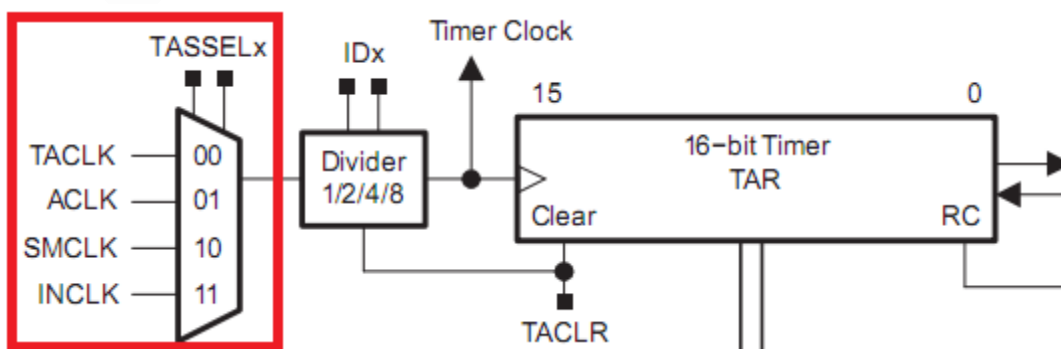 TASSELx
IDx
Timer Clock
15
0
TACLK
00
ACLK
01
SMCLK
10
INCLK
11
Divider
1/2/4/8
16−bit Timer
TAR
Clear
RC
TACLR